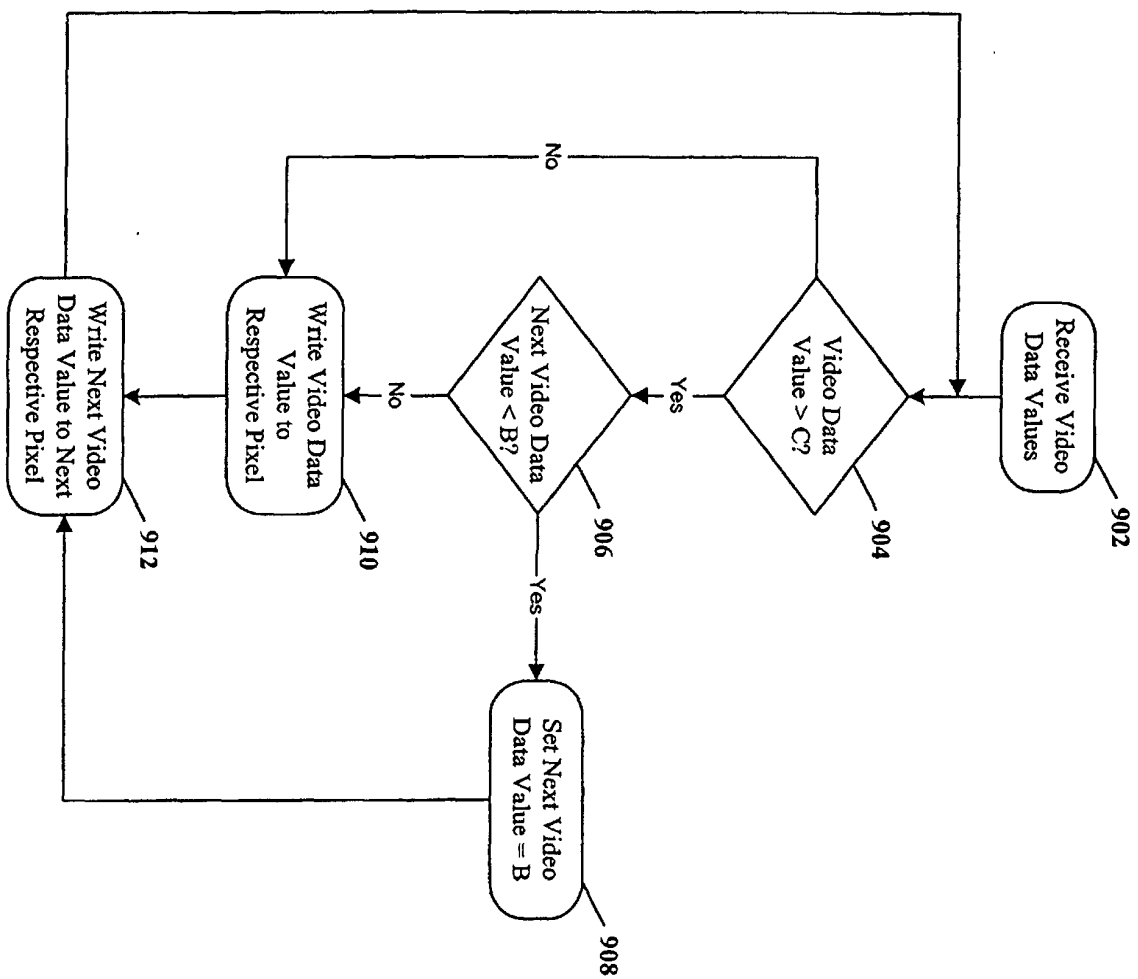 Receive Video
Data Values
902
Video Data
Value > C?
904
No
Yes
Next Video Data
Value < B?
906
Yes
No
Set Next Video
Data Value = B
908
Write Video Data
Value to
Respective Pixel
910
Write Next Video
Data Value to Next
Respective Pixel
912